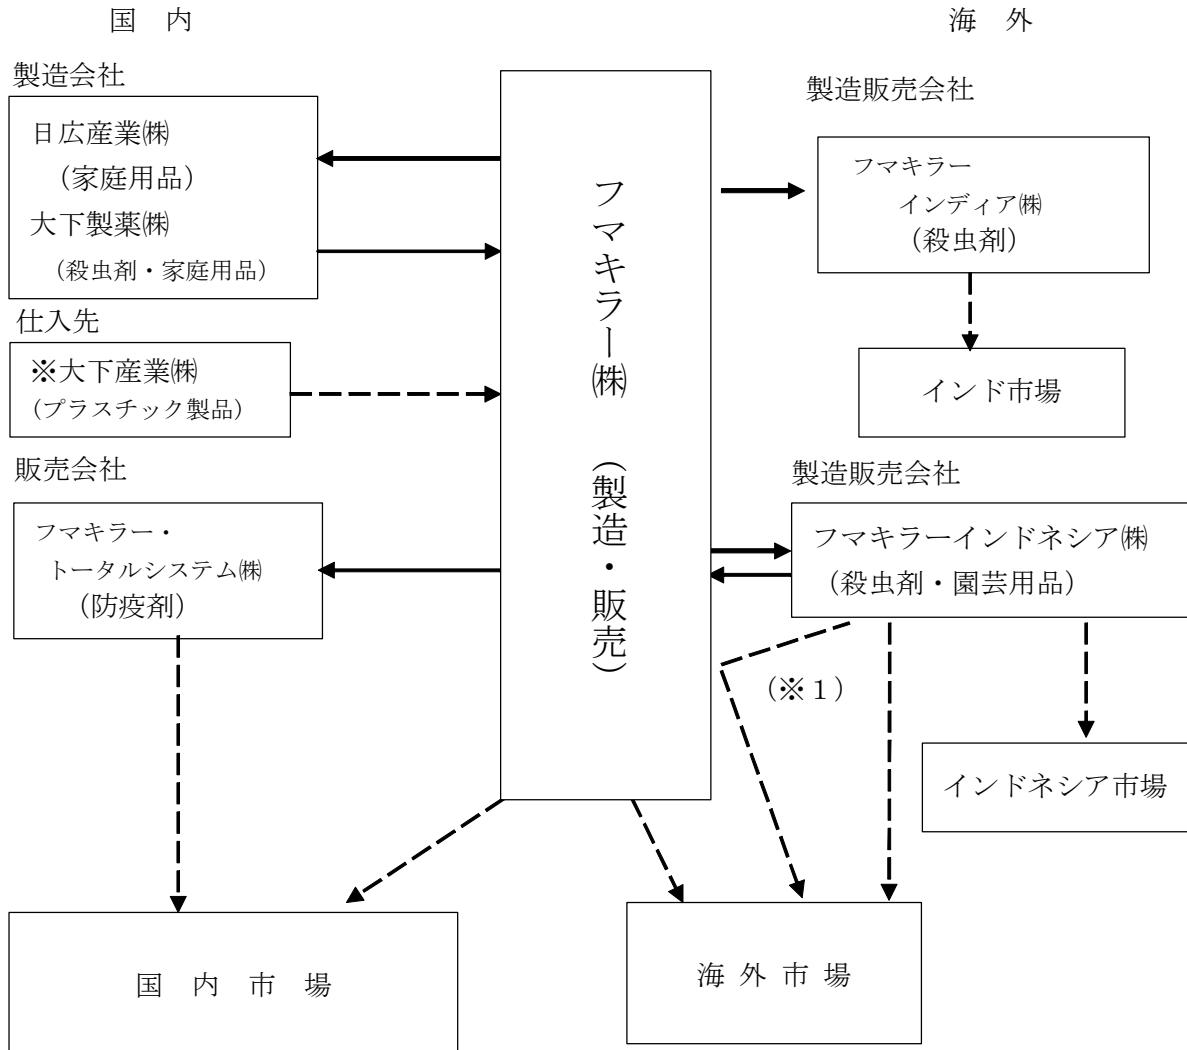 国　内
海　外
製造会社
日広産業㈱
（家庭用品）
大下製薬㈱
（殺虫剤・家庭用品）
仕入先
※大下産業㈱
（プラスチック製品）
販売会社
フマキラー・
トータルシステム㈱
（防疫剤）
フマキラー㈱　（製造・販売）
製造販売会社
フマキラー
インディア㈱
（殺虫剤）
インド市場
製造販売会社
フマキラーインドネシア㈱
（殺虫剤・園芸用品）
（※１）
インドネシア市場
国　内　市　場
海 外 市 場